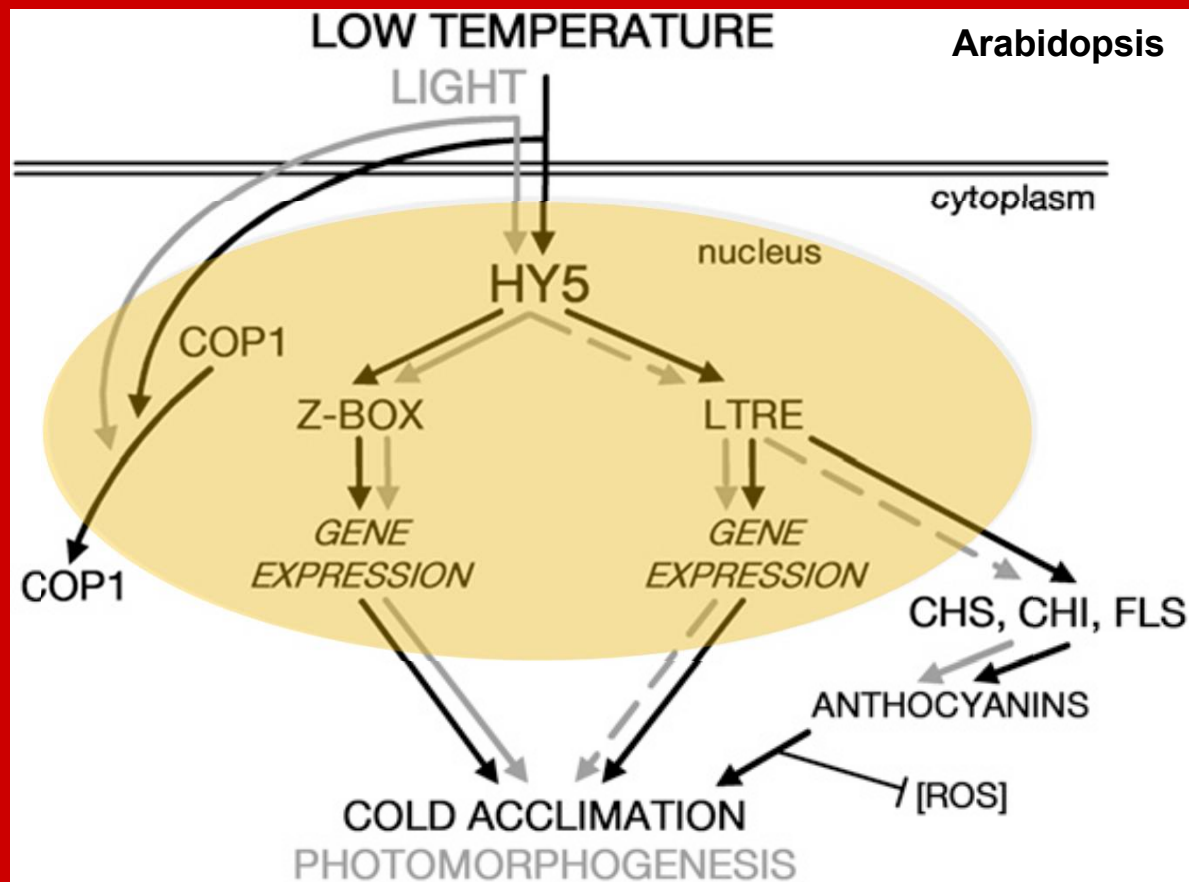 LOW TEMPERATURE
Arabidopsis
LIGHT
cytoplasm
nucleus
HY5
COP1
Z-BOX
LTRE
GENE
EXPRESSION
GENE
EXPRESSION
COP1
CHS, CHI, FLS
ANTHOCYANINS
[ROS]
COLD ACCLIMATION
PHOTOMORPHOGENESIS